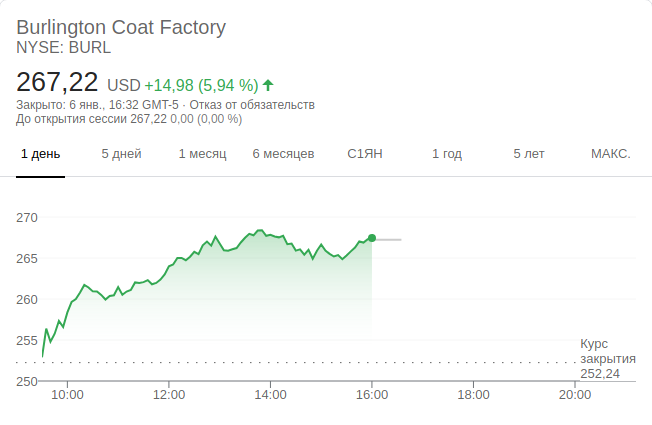 Burlington Coat Factory
NYSE: BURL
267,22 USD +14,98 (5,94 %)
Закрыто: 6 янв., 16:32 GMT-5 · Отказ от обязательств
До открытия сессии 267,22 0,00 (0,00 %)
1 день 5 дней 1 месяц 6 месяцев С1ЯН 1 год 5 лет МАКС.
270
265
260
255
250
Курс
закрытия
252,24
10:00 12:00 14:00 16:00 18:00 20:00